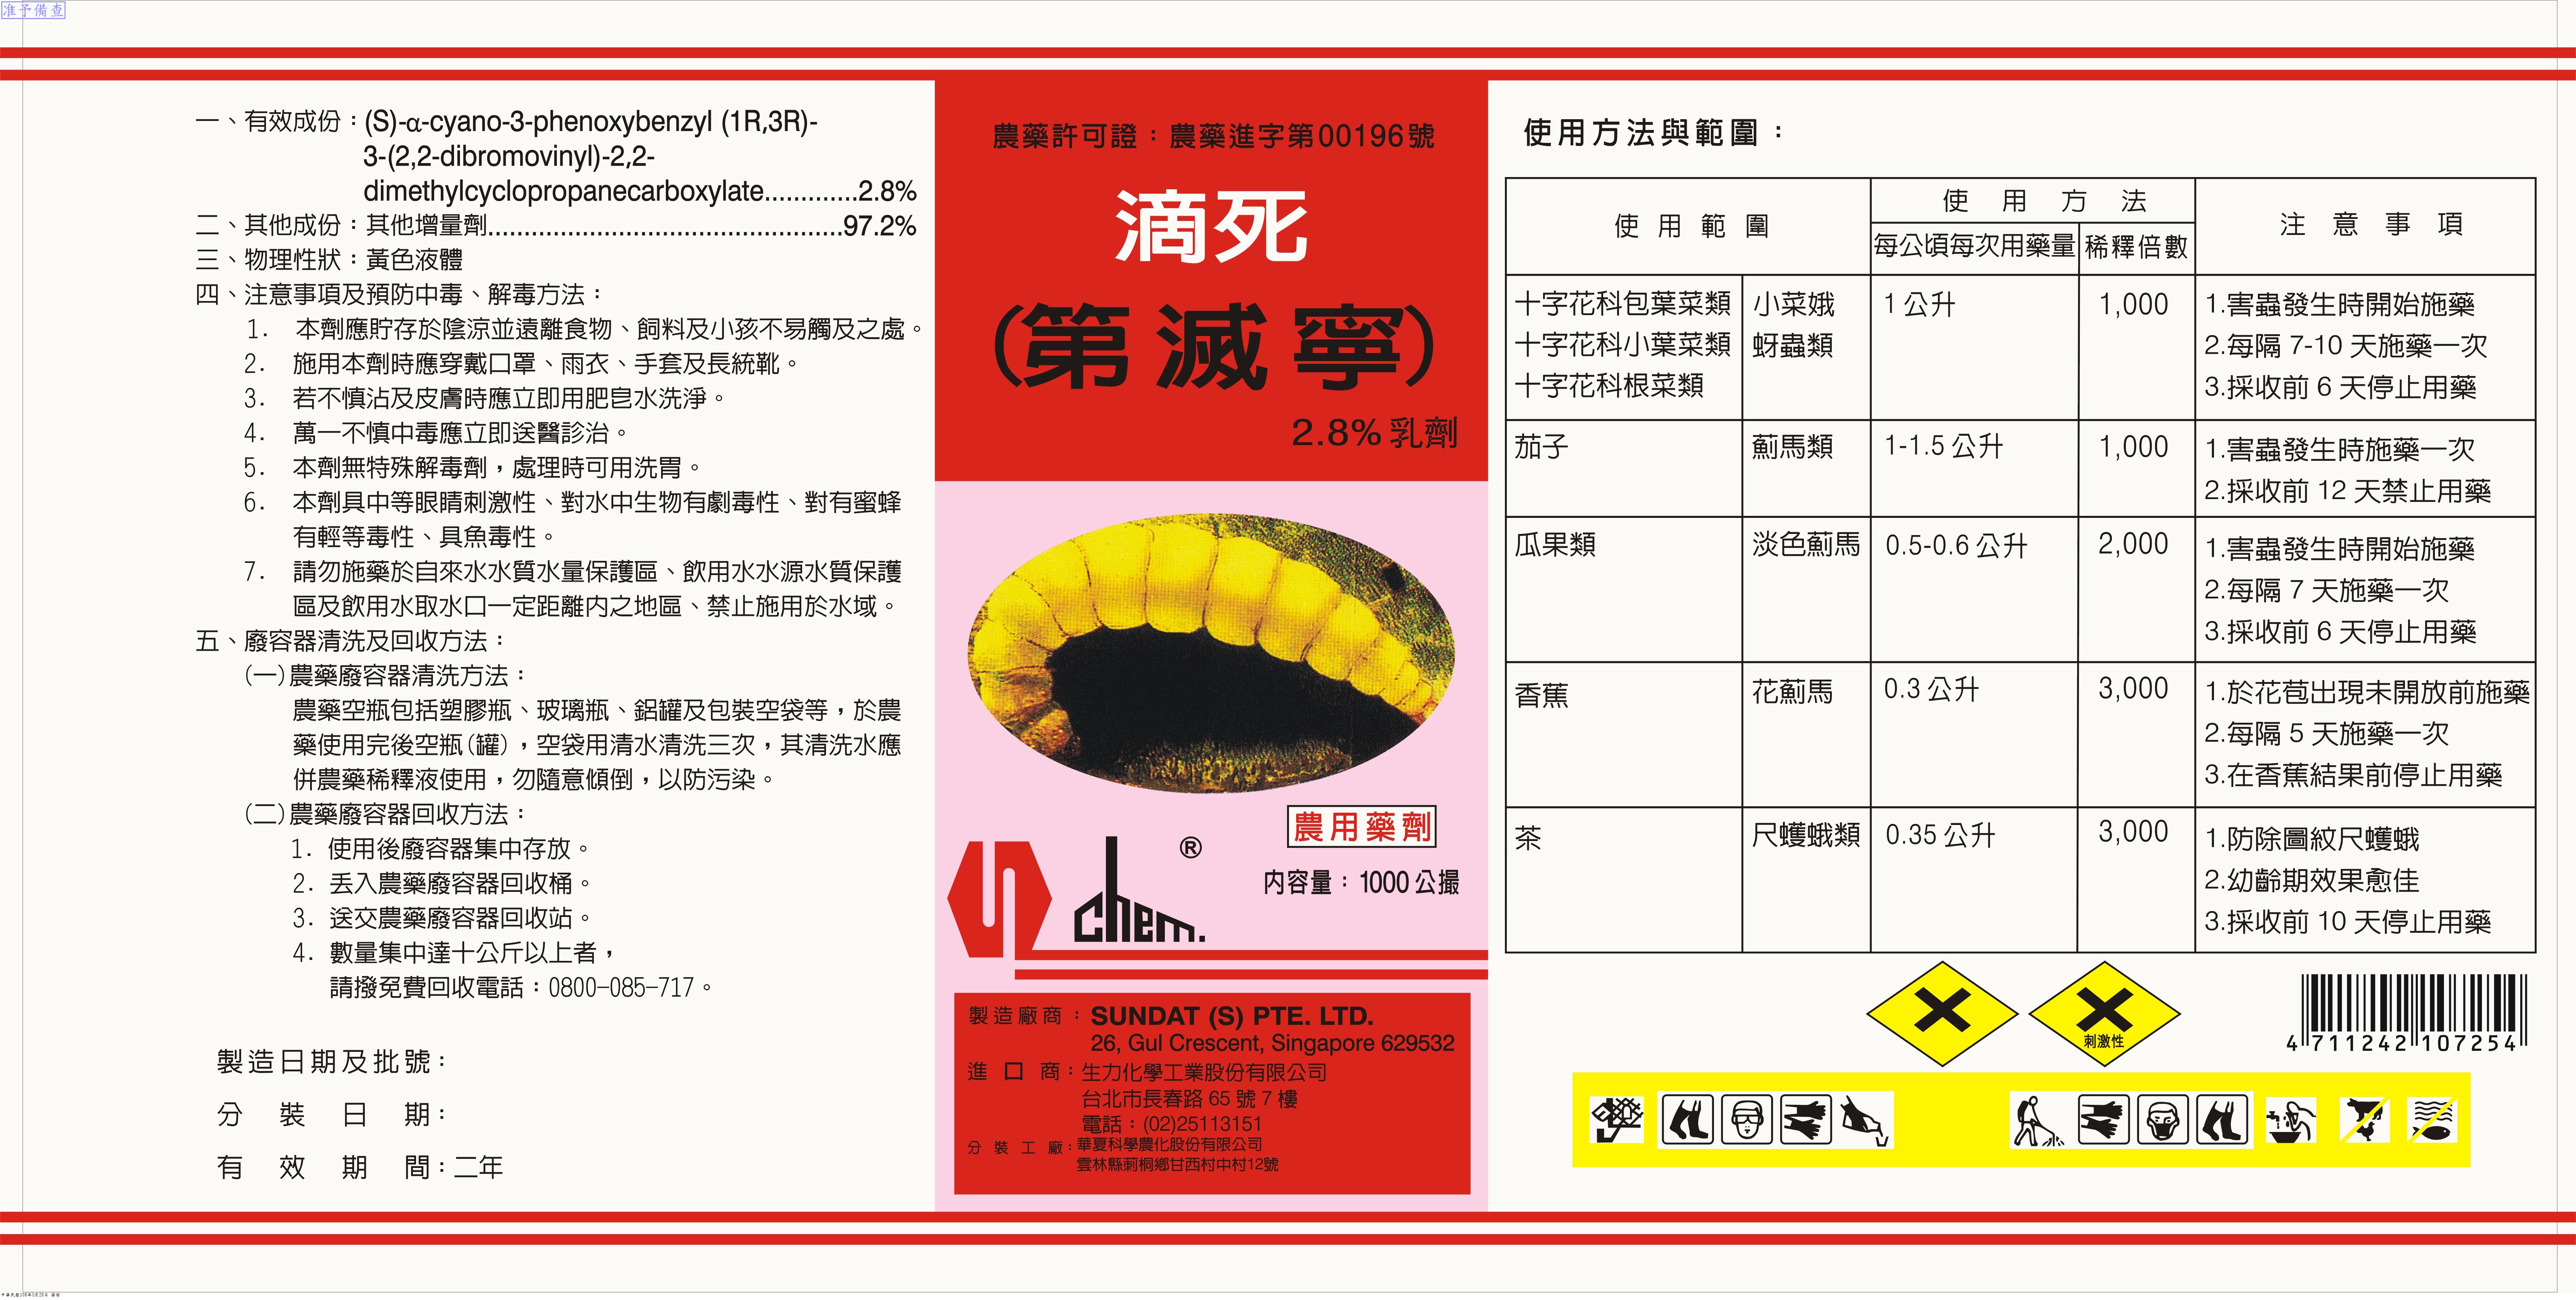 准予備查
一、有效成份：(S)-α-cyano-3-phenoxybenzyl (1R,3R)-
3-(2,2-dibromovinyl)-2,2-
dimethylcyclopropanecarboxylate.............2.8%
二、其他成份：其他增量劑.................................................97.2%
三、物理性狀：黃色液體
四、注意事項及預防中毒、解毒方法：
1. 本劑應貯存於陰涼並遠離食物、飼料及小孩不易觸及之處。
2. 施用本劑時應穿戴口罩、雨衣、手套及長統靴。
3. 若不慎沾及皮膚時應立即用肥皂水洗淨。
4. 萬一不慎中毒應立即送醫診治。
5. 本劑無特殊解毒劑，處理時可用洗胃。
6. 本劑具中等眼睛刺激性、對水中生物有劇毒性、對有蜜蜂
有輕等毒性、具魚毒性。
7. 請勿施藥於自來水水質水量保護區、飲用水水源水質保護
區及飲用水取水口一定距離內之地區、禁止施用於水域。
五、廢容器清洗及回收方法：
(一)農藥廢容器清洗方法：
農藥空瓶包括塑膠瓶、玻璃瓶、鋁罐及包裝空袋等，於農
藥使用完後空瓶(罐)，空袋用清水清洗三次，其清洗水應
併農藥稀釋液使用，勿隨意傾倒，以防污染。
(二)農藥廢容器回收方法：
1. 使用後廢容器集中存放。
2. 丟入農藥廢容器回收桶。
3. 送交農藥廢容器回收站。
4. 數量集中達十公斤以上者，
請撥免費回收電話：0800-085-717。
製造日期及批號：
分裝日期：
有效期間：二年
農藥許可證：農藥進字第00196號
滴死
(第滅寧)
2.8%乳劑
農用藥劑
chem.®
內容量：1000公撮
製造廠商：SUNDAT (S) PTE. LTD.
26, Gul Crescent, Singapore 629532
進口商：生力化學工業股份有限公司
台北市長春路65號7樓
電話：(02)25113151
分裝工廠：華夏科學農化股份有限公司
雲林縣莿桐鄉甘西村中村12號
使用方法與範圍：
使用範圍 使用方法 注意事項
每公頃每次用藥量 稀釋倍數
十字花科包葉菜類 小菜娥 1公升 1,000 1.害蟲發生時開始施藥
十字花科小葉菜類 蚜蟲類 2.每隔7-10天施藥一次
十字花科根菜類 3.採收前6天停止用藥
茄子 薊馬類 1-1.5公升 1,000 1.害蟲發生時施藥一次
2.採收前12天禁止用藥
瓜果類 淡色薊馬 0.5-0.6公升 2,000 1.害蟲發生時開始施藥
2.每隔7天施藥一次
3.採收前6天停止用藥
香蕉 花薊馬 0.3公升 3,000 1.於花苞出現未開放前施藥
2.每隔5天施藥一次
3.在香蕉結果前停止用藥
茶 尺蠖蛾類 0.35公升 3,000 1.防除圖紋尺蠖蛾
2.幼齡期效果愈佳
3.採收前10天停止用藥
刺激性
4 711242 107254